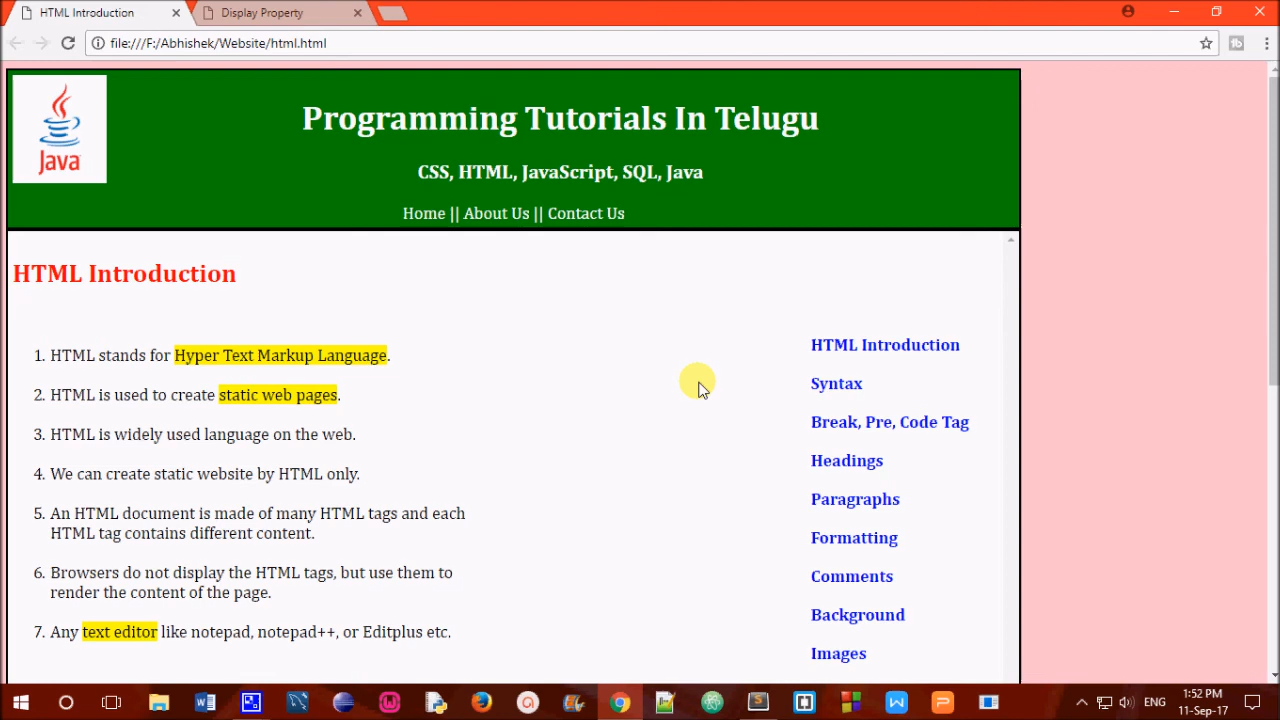 HTML Introduction
Display Property
file:///F:/Abhishek/Website/html.html
Java
Programming Tutorials In Telugu
CSS, HTML, JavaScript, SQL, Java
Home || About Us || Contact Us
HTML Introduction
1. HTML stands for Hyper Text Markup Language.
2. HTML is used to create static web pages.
3. HTML is widely used language on the web.
4. We can create static website by HTML only.
5. An HTML document is made of many HTML tags and each
HTML tag contains different content.
6. Browsers do not display the HTML tags, but use them to
render the content of the page.
7. Any text editor like notepad, notepad++, or Editplus etc.
HTML Introduction
Syntax
Break, Pre, Code Tag
Headings
Paragraphs
Formatting
Comments
Background
Images
ENG
1:52 PM
11-Sep-17